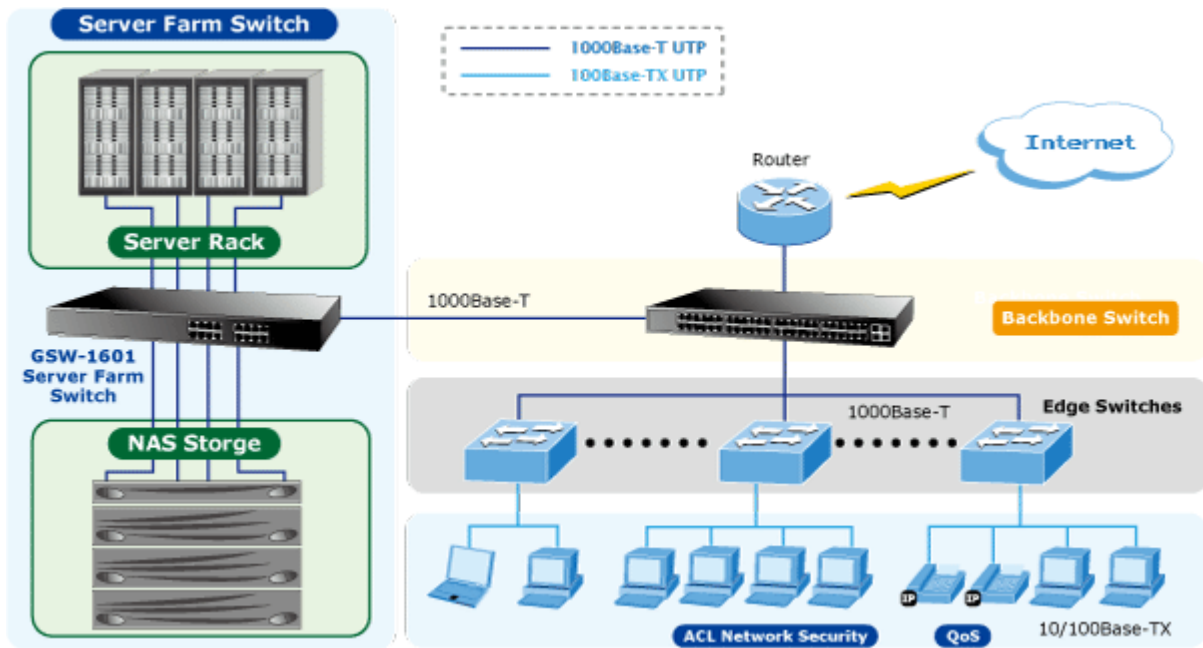 Server Farm Switch
1000Base-T UTP
100Base-TX UTP
Internet
Router
Server Rack
1000Base-T
Backbone Switch
GSW-1601
Server Farm
Switch
1000Base-T
Edge Switches
NAS Storge
IP
IP
ACL Network Security
QoS
10/100Base-TX